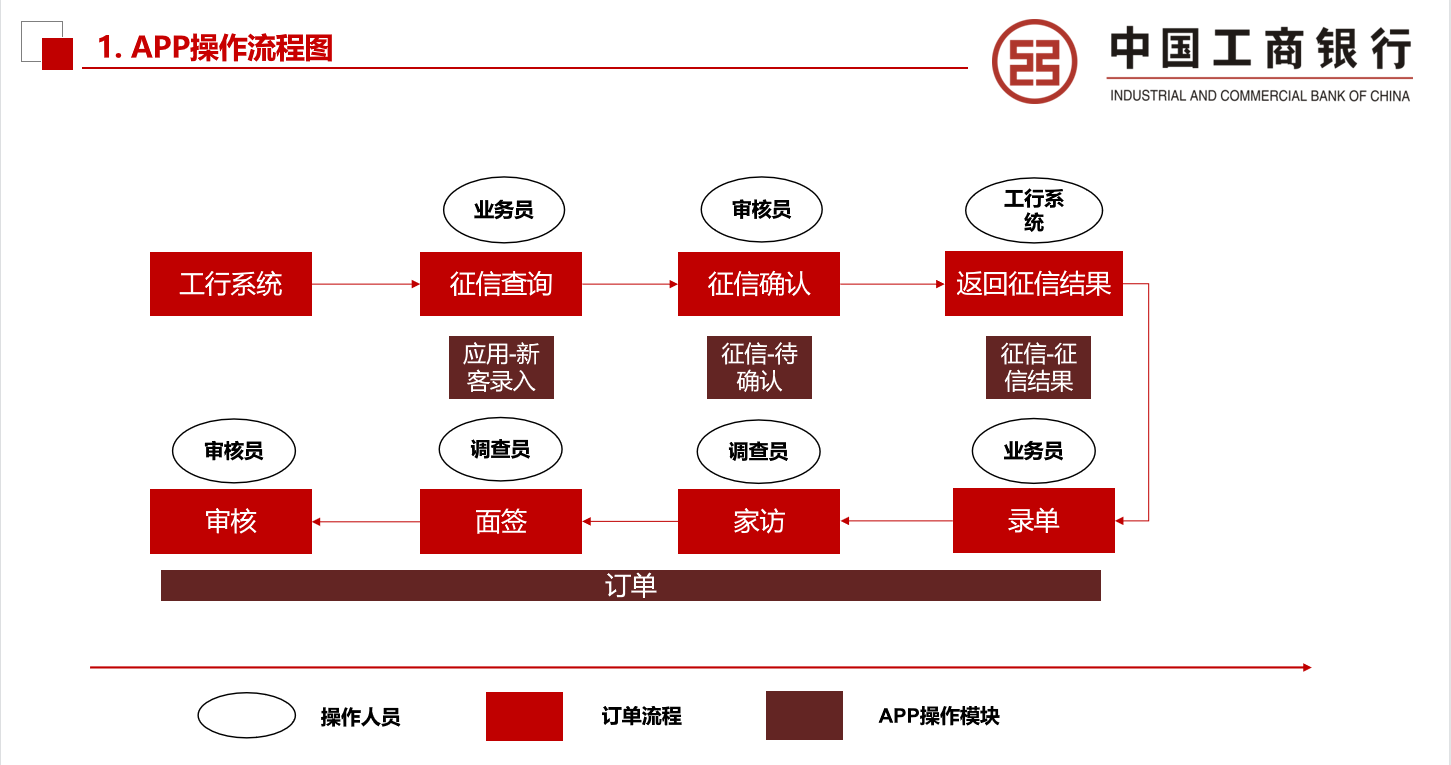 1. APP操作流程图
中国工商银行
INDUSTRIAL AND COMMERCIAL BANK OF CHINA
业务员
审核员
工行系
统
工行系统
征信查询
征信确认
返回征信结果
应用-新
客录入
征信-待
确认
征信-征
信结果
审核员
调查员
调查员
业务员
审核
面签
家访
录单
订单
操作人员
订单流程
APP操作模块